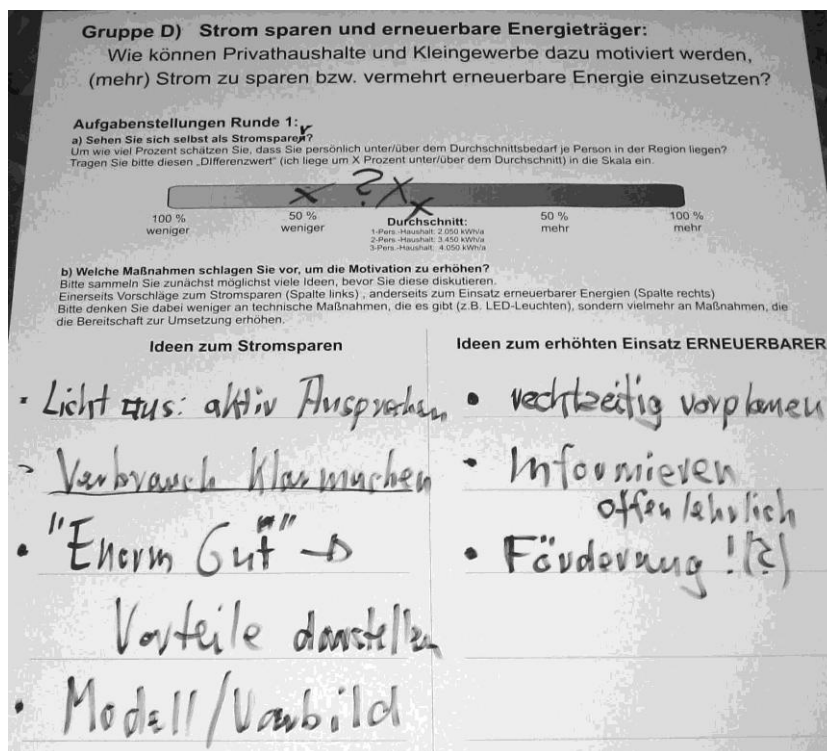 Gruppe D) Strom sparen und erneuerbare Energieträger:
Wie können Privathaushalte und Kleingewerbe dazu motiviert werden,
(mehr) Strom zu sparen bzw. vermehrt erneuerbare Energie einzusetzen?
Aufgabenstellungen Runde 1:
a) Sehen Sie sich selbst als Stromsparer?
Um wie viel Prozent schätzen Sie, dass Sie persönlich unter/über dem Durchschnittsbedarf je Person in der Region liegen?
Tragen Sie bitte diesen „Differenzwert“ (ich liege um X Prozent unter/über dem Durchschnitt) in die Skala ein.
?
100 % weniger
50 % weniger
Durchschnitt:
1-Pers.-Haushalt: 2.050 kWh/a
2-Pers.-Haushalt: 3.450 kWh/a
3-Pers.-Haushalt: 4.050 kWh/a
50 % mehr
100 % mehr
b) Welche Maßnahmen schlagen Sie vor, um die Motivation zu erhöhen?
Bitte sammeln Sie zunächst möglichst viele Ideen, bevor Sie diese diskutieren.
Einerseits Vorschläge zum Stromsparen (Spalte links) , anderseits zum Einsatz erneuerbarer Energien (Spalte rechts)
Bitte denken Sie dabei weniger an technische Maßnahmen, die es gibt (z.B. LED-Leuchten), sondern vielmehr an Maßnahmen, die
die Bereitschaft zur Umsetzung erhöhen.
Ideen zum Stromsparen
• Licht aus: aktiv Ansprechen
• Verbrauch klar machen
• "Enorm Gut" →
Vorteile darstellen
• Modell/Vorbild
Ideen zum erhöhten Einsatz ERNEUERBARER
• rechtzeitig vorplanen
• Informieren
offen/ehrlich
• Förderung !(?)